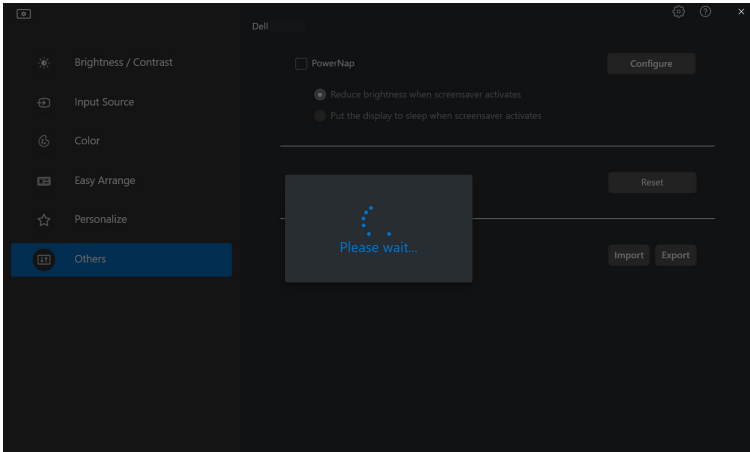 Dell
Brightness / Contrast
Input Source
Color
Easy Arrange
Personalize
Others
PowerNap
Configure
Reduce brightness when screensaver activates
Put the display to sleep when screensaver activates
Reset
Please wait...
Import Export